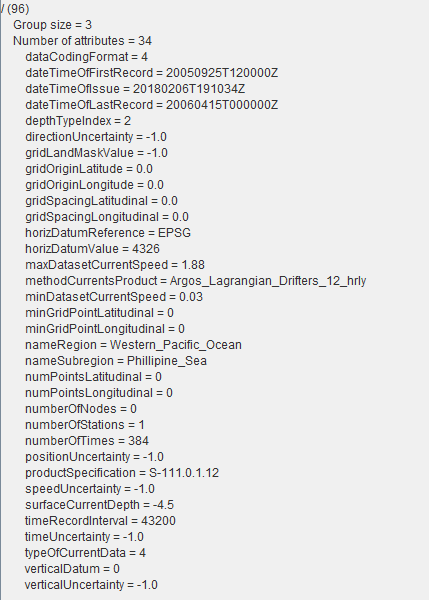 / (96)
Group size = 3
Number of attributes = 34
dataCodingFormat = 4
dateTimeOfFirstRecord = 20050925T120000Z
dateTimeOfIssue = 20180206T191034Z
dateTimeOfLastRecord = 20060415T000000Z
depthTypeIndex = 2
directionUncertainty = -1.0
gridLandMaskValue = -1.0
gridOriginLatitude = 0.0
gridOriginLongitude = 0.0
gridSpacingLatitudinal = 0.0
gridSpacingLongitudinal = 0.0
horizDatumReference = EPSG
horizDatumValue = 4326
maxDatasetCurrentSpeed = 1.88
methodCurrentsProduct = Argos_Lagrangian_Drifters_12_hrly
minDatasetCurrentSpeed = 0.03
minGridPointLatitudinal = 0
minGridPointLongitudinal = 0
nameRegion = Western_Pacific_Ocean
nameSubregion = Phillipine_Sea
numPointsLatitudinal = 0
numPointsLongitudinal = 0
numberOfNodes = 0
numberOfStations = 1
numberOfTimes = 384
positionUncertainty = -1.0
productSpecification = S-111.0.1.12
speedUncertainty = -1.0
surfaceCurrentDepth = -4.5
timeRecordInterval = 43200
timeUncertainty = -1.0
typeOfCurrentData = 4
verticalDatum = 0
verticalUncertainty = -1.0